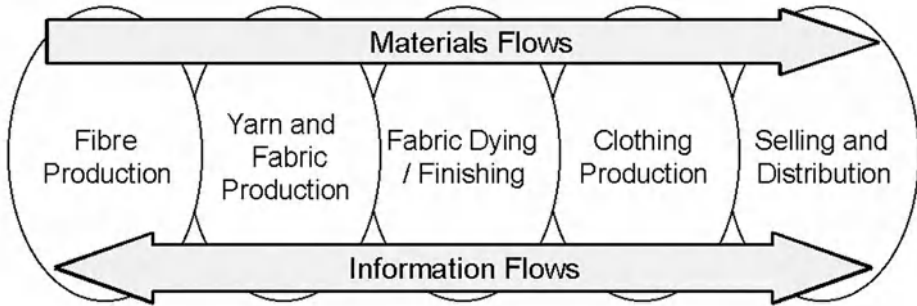 Materials Flows
Fibre
Production
Yarn and
Fabric
Production
Fabric Dying
/ Finishing
Clothing
Production
Selling and
Distribution
Information Flows